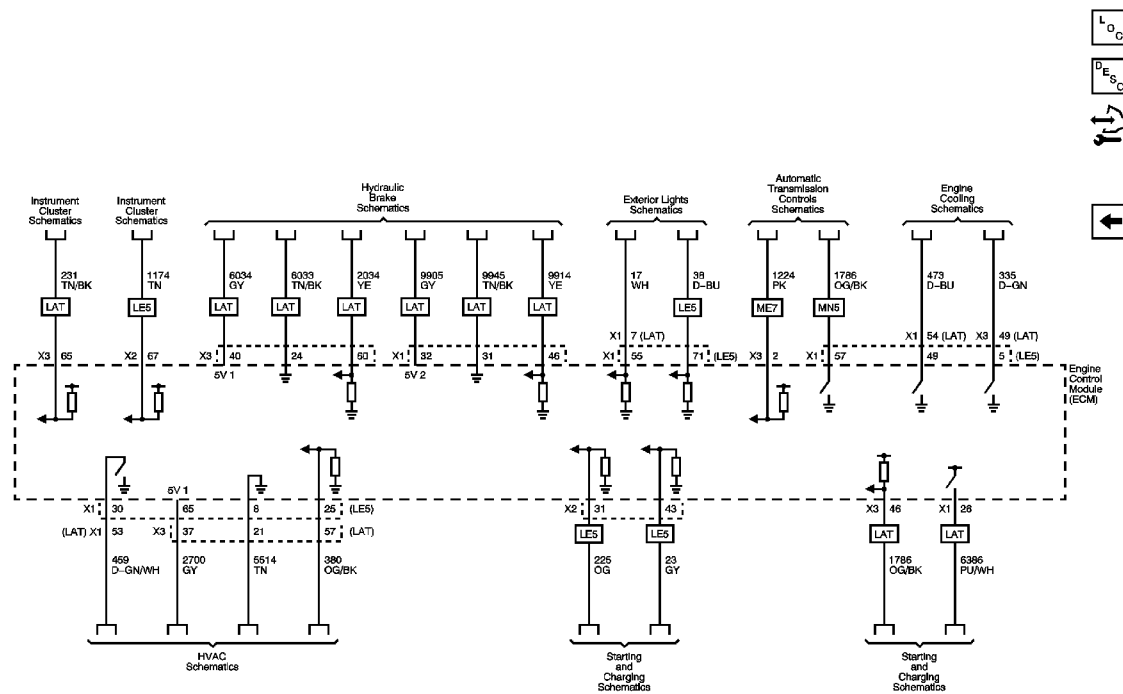 LOC
DESC
Instrument
Cluster
Schematics
Instrument
Cluster
Schematics
Hydraulic
Brake
Schematics
Exterior Lights
Schematics
Automatic
Transmission
Controls
Schematics
Engine
Cooling
Schematics
231
TN/BK
1174
TN
6034
GY
6033
TN/BK
2034
YE
9905
GY
9945
TN/BK
9914
YE
17
WH
38
D-BU
1224
PK
1786
OG/BK
473
D-BU
335
D-GN
LAT
LE5
LAT
LAT
LAT
LAT
LAT
LAT
LE5
ME7
MN5
X1 7 (LAT)
X1 54 (LAT)
X3 49 (LAT)
X3 65
X2 67
X3 40 24 60
X1 32 31 46
X1 55 71 (LE5)
X3 2
X1 57 49 5 (LE5)
5V 1
5V 2
Engine
Control
Module
(ECM)
5V 1
X1 30 65 8 25 (LE5)
(LAT) X1 53
X3 37 21 57 (LAT)
X2 31 43
X3 46
X1 28
LE5
LE5
LAT
LAT
459
D-GN/WH
2700
GY
5514
TN
380
OG/BK
225
OG
23
GY
1786
OG/BK
6386
PU/WH
HVAC
Schematics
Starting
and
Charging
Schematics
Starting
and
Charging
Schematics